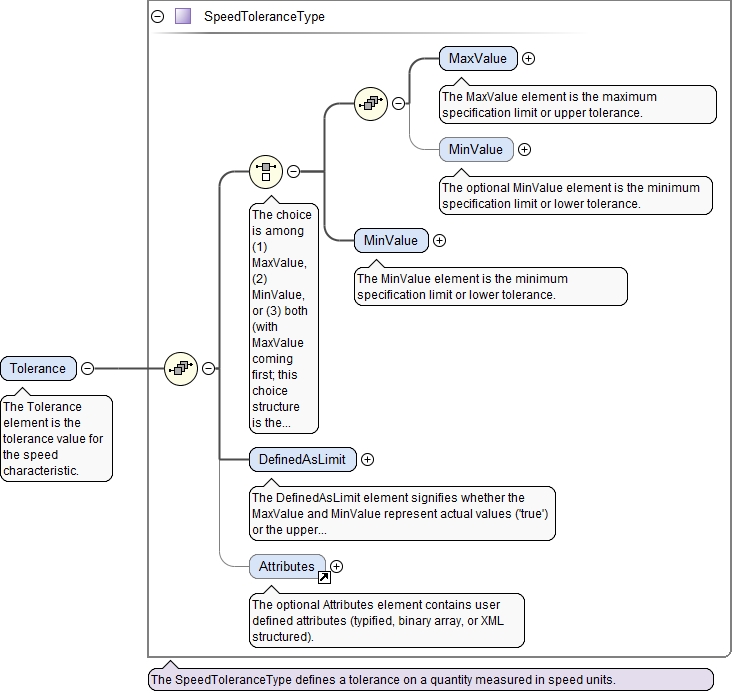 SpeedToleranceType
MaxValue
The MaxValue element is the maximum
specification limit or upper tolerance.
MinValue
The optional MinValue element is the minimum
specification limit or lower tolerance.
The choice
is among
(1)
MaxValue,
(2)
MinValue,
or (3) both
(with
MaxValue
coming
first; this
choice
structure
is the...
MinValue
The MinValue element is the minimum
specification limit or lower tolerance.
Tolerance
The Tolerance
element is the
tolerance value for
the speed
characteristic.
DefinedAsLimit
The DefinedAsLimit element signifies whether the
MaxValue and MinValue represent actual values ('true')
or the upper...
Attributes
The optional Attributes element contains user
defined attributes (typified, binary array, or XML
structured).
The SpeedToleranceType defines a tolerance on a quantity measured in speed units.